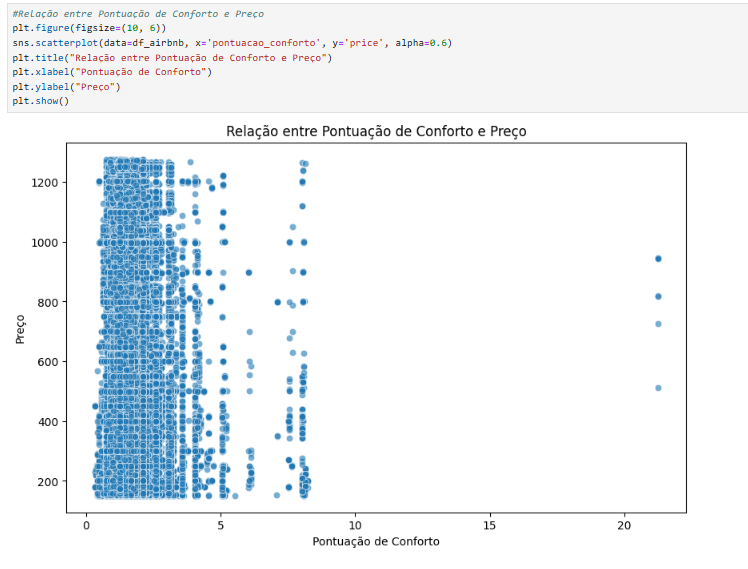 #Relação entre Pontuação de Conforto e Preço
plt.figure(figsize=(10, 6))
sns.scatterplot(data=df_airbnb, x='pontuacao_conforto', y='price', alpha=0.6)
plt.title("Relação entre Pontuação de Conforto e Preço")
plt.xlabel("Pontuação de Conforto")
plt.ylabel("Preço")
plt.show()
Relação entre Pontuação de Conforto e Preço
1200
1000
800
600
400
200
Preço
0 5 10 15 20
Pontuação de Conforto